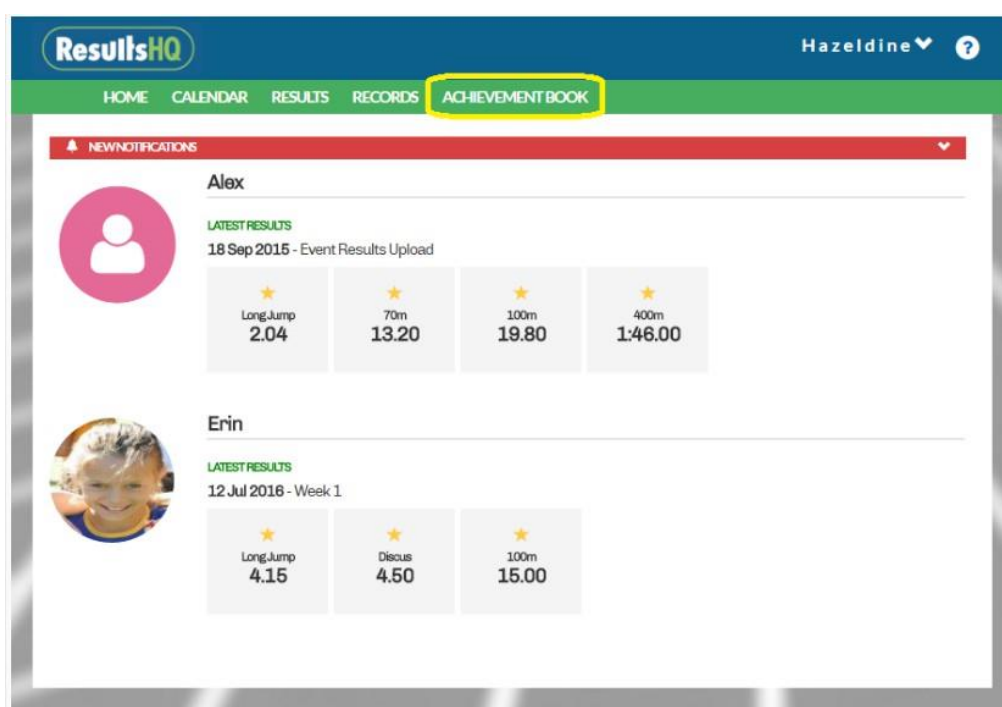 ResultsHQ
Hazeldine
?
HOME CALENDAR RESULTS RECORDS ACHIEVEMENT BOOK
NEW NOTIFICATIONS
Alex
LATEST RESULTS
18 Sep 2015 - Event Results Upload
Long Jump 70m 100m 400m
2.04 13.20 19.80 1:46.00
Erin
LATEST RESULTS
12 Jul 2016 - Week 1
Long Jump Discus 100m
4.15 4.50 15.00